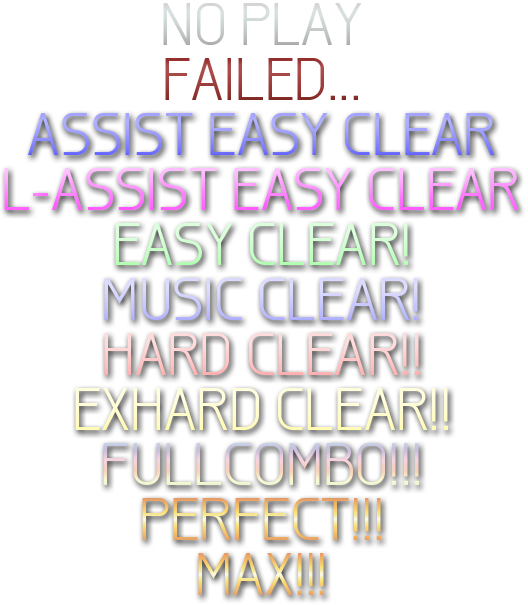 NO PLAY
FAILED...
ASSIST EASY CLEAR
L-ASSIST EASY CLEAR
EASY CLEAR!
MUSIC CLEAR!
HARD CLEAR!!
EXHARD CLEAR!!
FULLCOMBO!!!
PERFECT!!!
MAX!!!